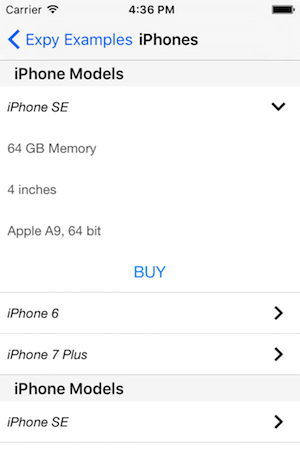 Carrier 4:36 PM
Expy Examples iPhones
iPhone Models
iPhone SE
64 GB Memory
4 inches
Apple A9, 64 bit
BUY
iPhone 6
iPhone 7 Plus
iPhone Models
iPhone SE